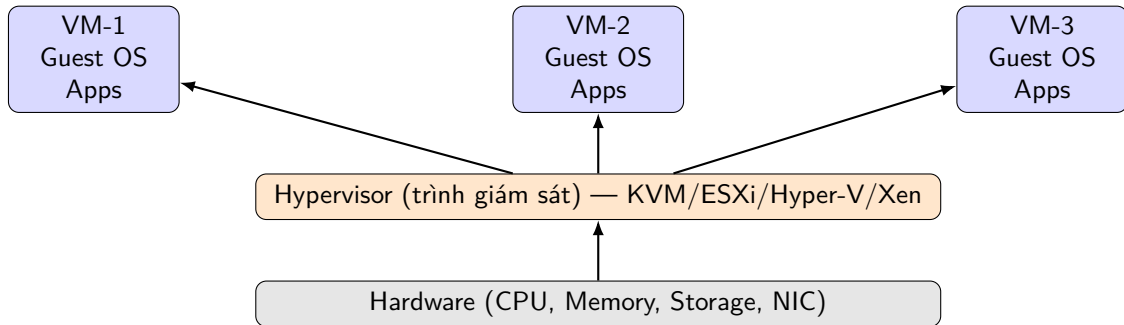 VM-1
Guest OS
Apps
VM-2
Guest OS
Apps
VM-3
Guest OS
Apps
Hypervisor (trình giám sát) — KVM/ESXi/Hyper-V/Xen
Hardware (CPU, Memory, Storage, NIC)